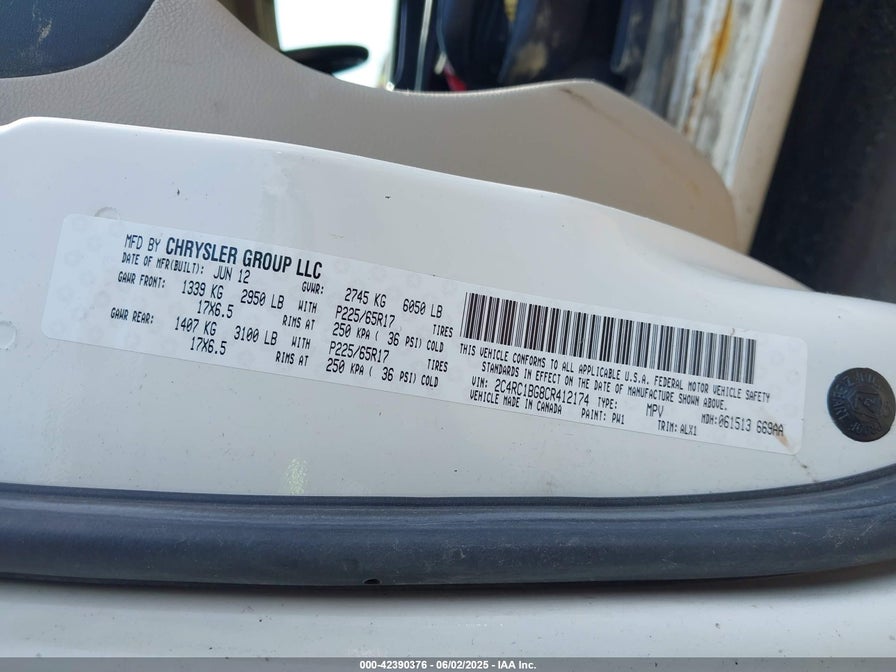 MFD BY CHRYSLER GROUP LLC
DATE OF MFR(BUILT): JUN 12 GVWR: 2745 KG 6050 LB
GAWR FRONT: 1339 KG 2950 LB WITH P225/65R17 TIRES
17X6.5 RIMS AT 250 KPA ( 36 PSI) COLD
GAWR REAR: 1407 KG 3100 LB WITH P225/65R17 TIRES
17X6.5 RIMS AT 250 KPA ( 36 PSI) COLD
THIS VEHICLE CONFORMS TO ALL APPLICABLE U.S.A. FEDERAL MOTOR VEHICLE SAFETY
STANDARDS IN EFFECT ON THE DATE OF MANUFACTURE SHOWN ABOVE.
VIN: 2C4RC1BG8CR412174 TYPE: MPV MDH:061513 669AA
VEHICLE MADE IN CANADA PAINT: PW1 TRIM: ALX1
000-42390376 - 06/02/2025 - IAA Inc.